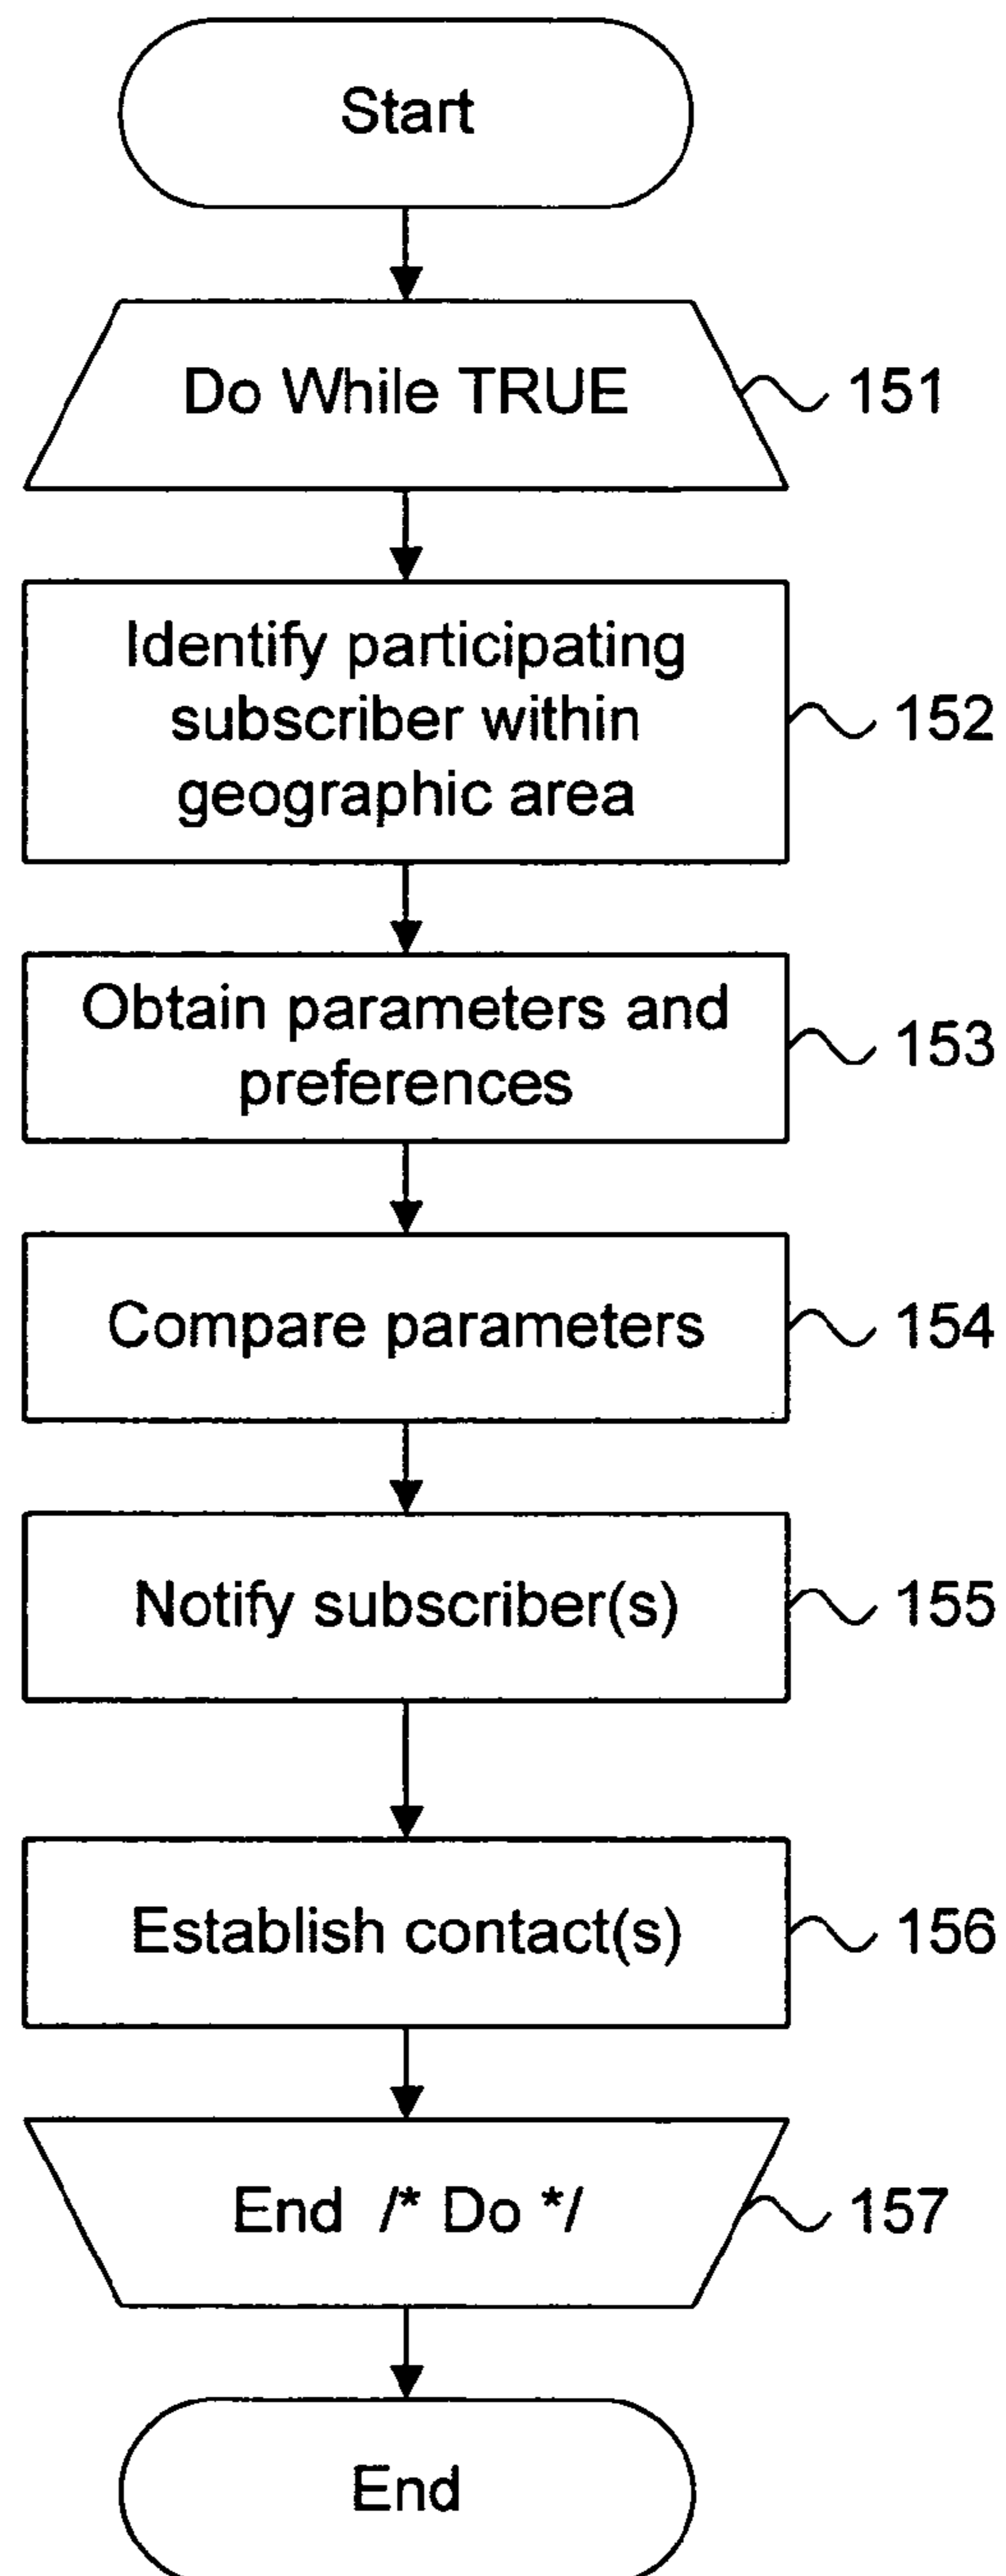 Start
Do While TRUE
151
Identify participating
subscriber within
geographic area
152
Obtain parameters and
preferences
153
Compare parameters
154
Notify subscriber(s)
155
Establish contact(s)
156
End /* Do */
157
End